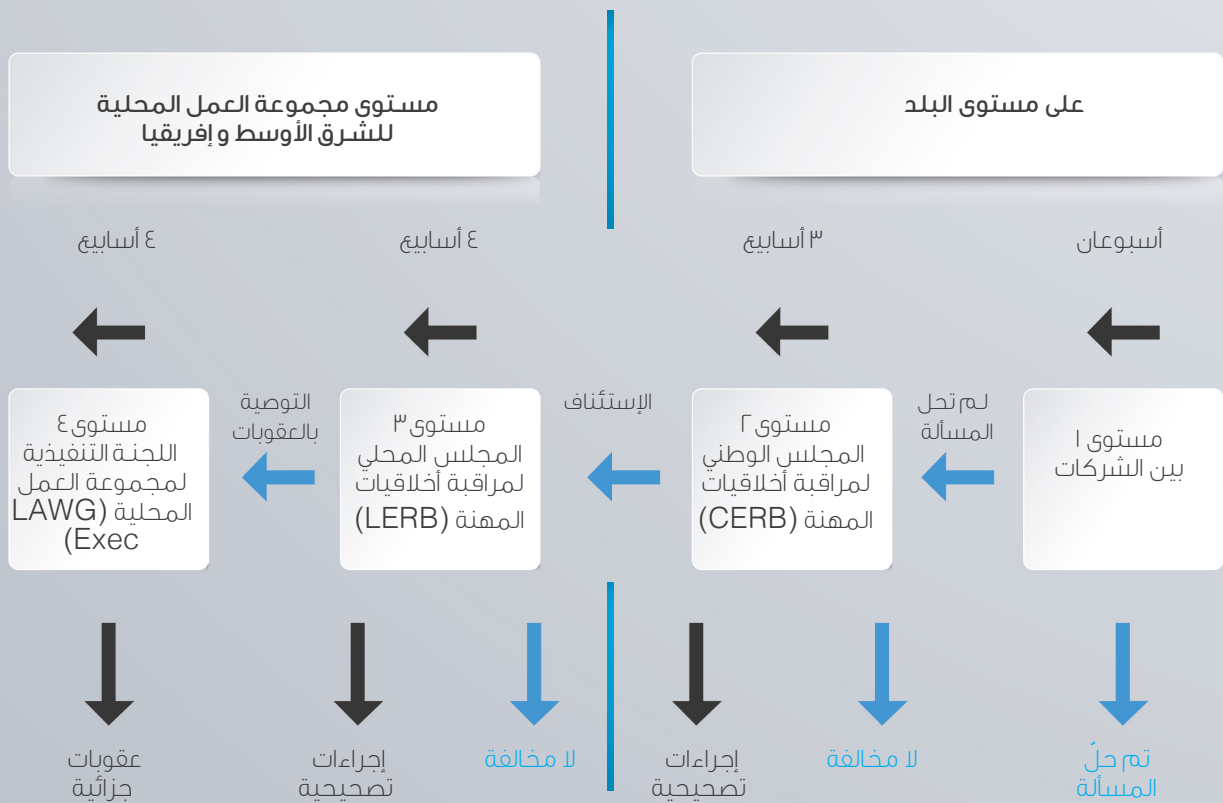 على مستوى البلد
مستوى مجموعة العمل المحلية
للشرق الأوسط وإفريقيا
أسبوعان
٣ أسابيع
٤ أسابيع
٤ أسابيع
مستوى ١
بين الشركات
لم تحل
المسألة
مستوى ٢
المجلس الوطني
لمراقبة أخلاقيات
المهنة (CERB)
الإستئناف
مستوى ٣
المجلس المحلي
لمراقبة أخلاقيات
المهنة (LERB)
التوصية
بالعقوبات
مستوى ٤
اللجنة التنفيذية
لمجموعة العمل
المحلية (LAWG
Exec)
تم حلّ
المسألة
لا مخالفة
إجراءات
تصحيحية
لا مخالفة
إجراءات
تصحيحية
عقوبات
جزائية